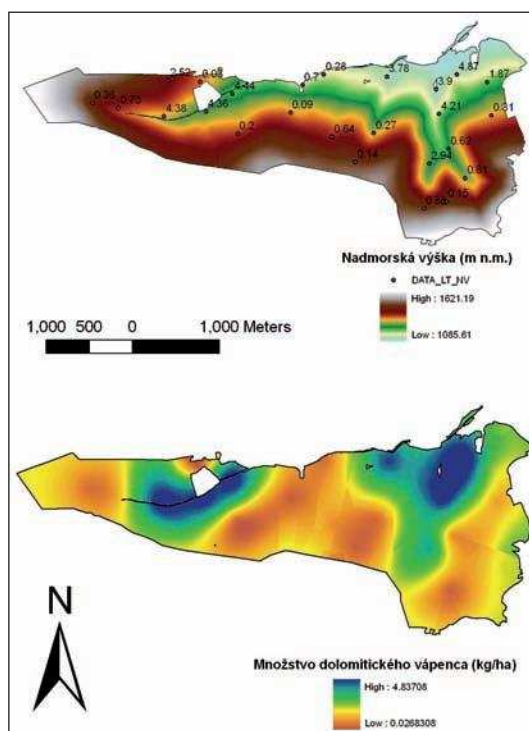 2.52
0.08
4.44
0.36
0.73
4.38
4.36
0.2
0.09
0.7
0.28
3.78
4.87
3.9
1.87
4.21
0.31
0.64
0.27
0.14
0.62
2.94
0.81
0.15
Nadmorská výška (m n.m.)
DATA_LT_NV
High : 1621.19
Low : 1085.61
1,000 500 0 1,000 Meters
N
Množstvo dolomitického vápenca (kg/ha)
High : 4.83708
Low : 0.0268308